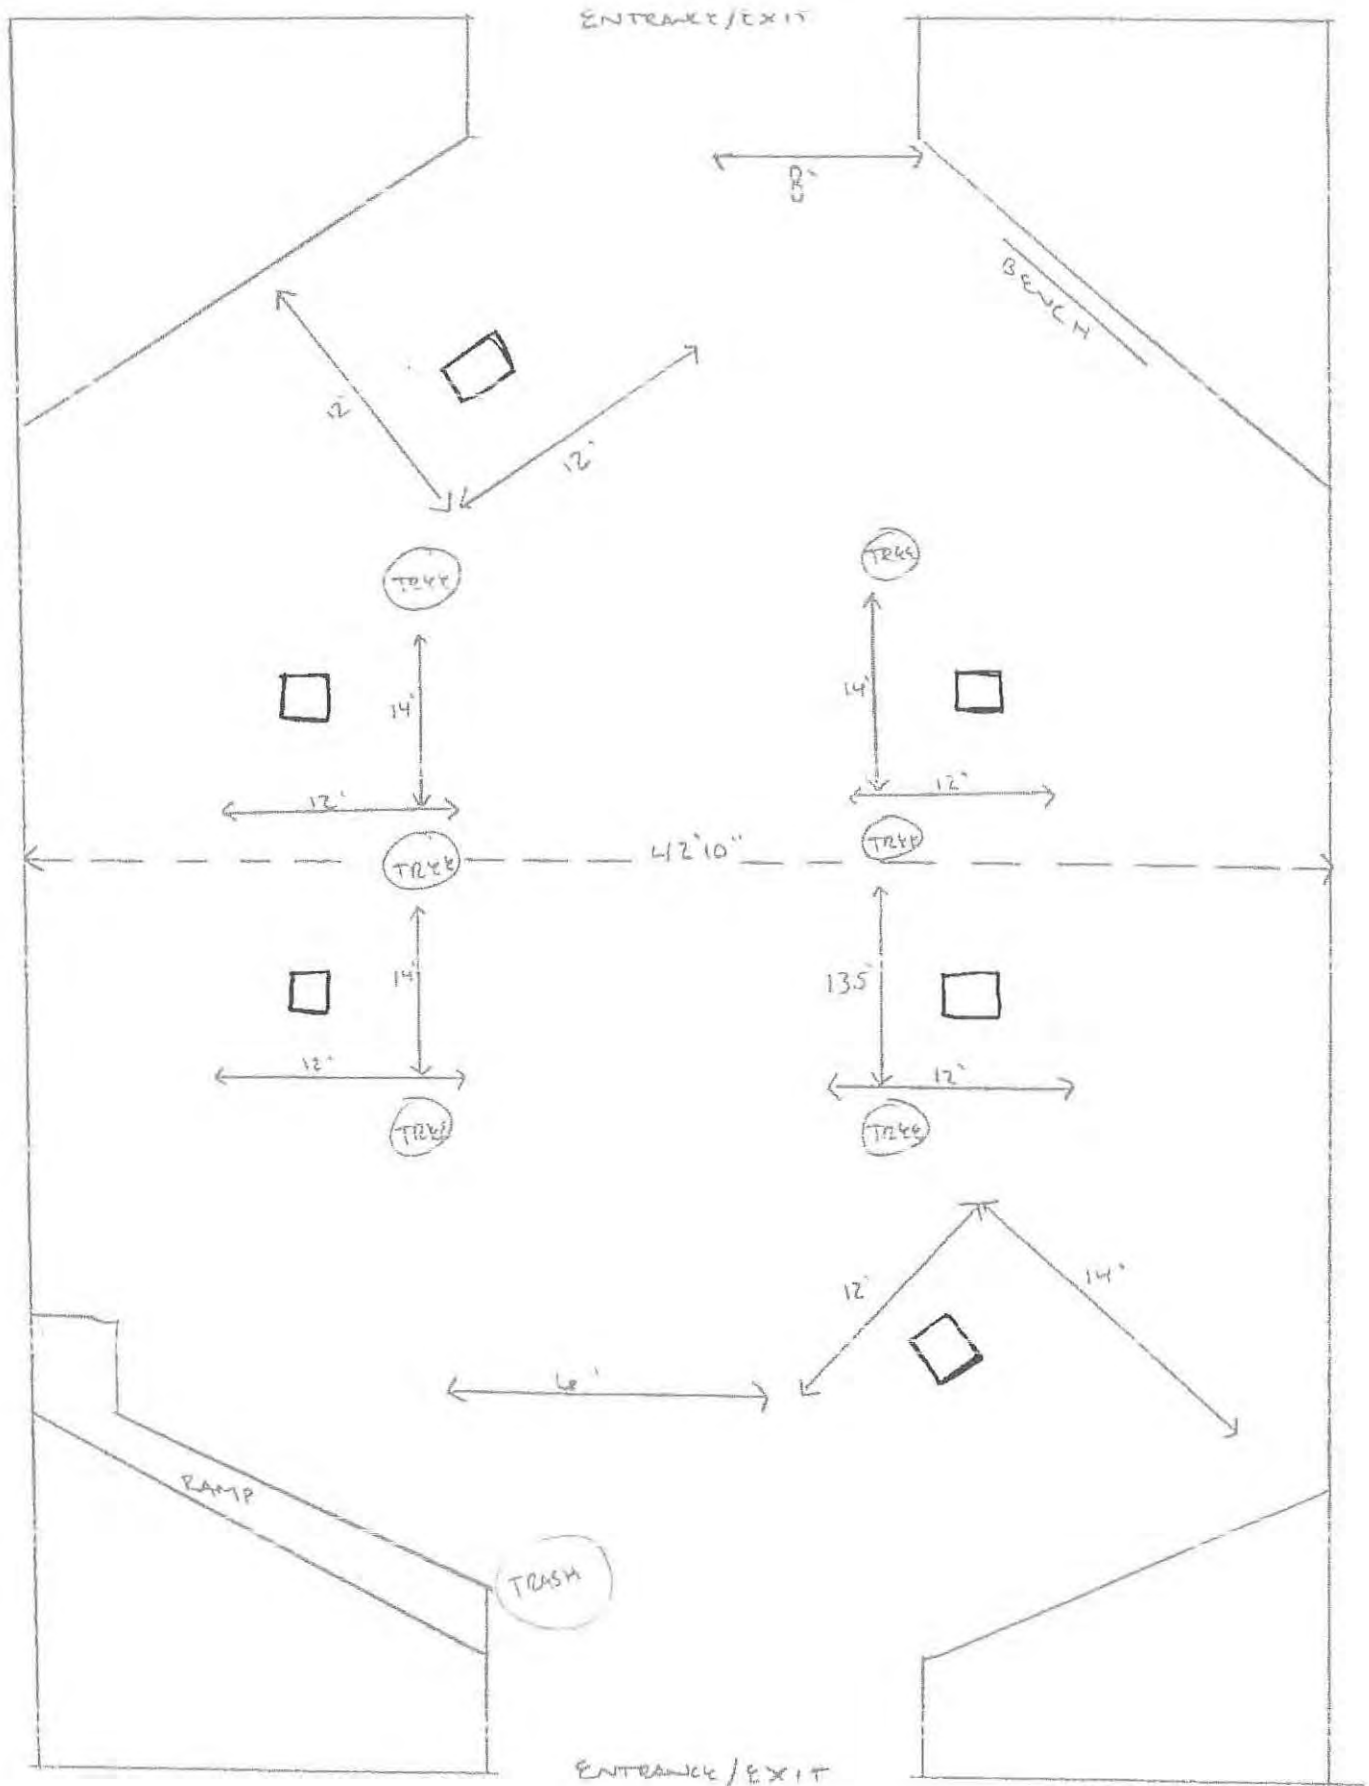 ENTRANCE/EXIT
8'
BENCH
12'
12'
TREE
TREE
14'
14'
12'
12'
TREE
TREE
42'10"
14'
13.5'
12'
12'
TREE
TREE
12'
14'
6'
RAMP
TRASH
ENTRANCE/EXIT